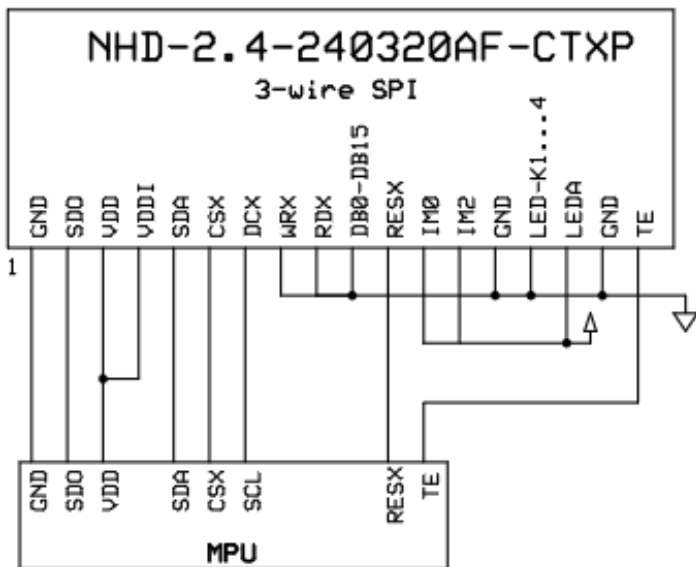 NHD-2.4-240320AF-CTXP
3-wire SPI
GND
SDO
VDD
VDDI
SDA
CSX
DCX
WRX
RDX
DB0-DB15
RESX
IM0
IM2
GND
LED-K1...4
LEDA
GND
TE
1
GND
SDO
VDD
SDA
CSX
SCL
RESX
TE
MPU